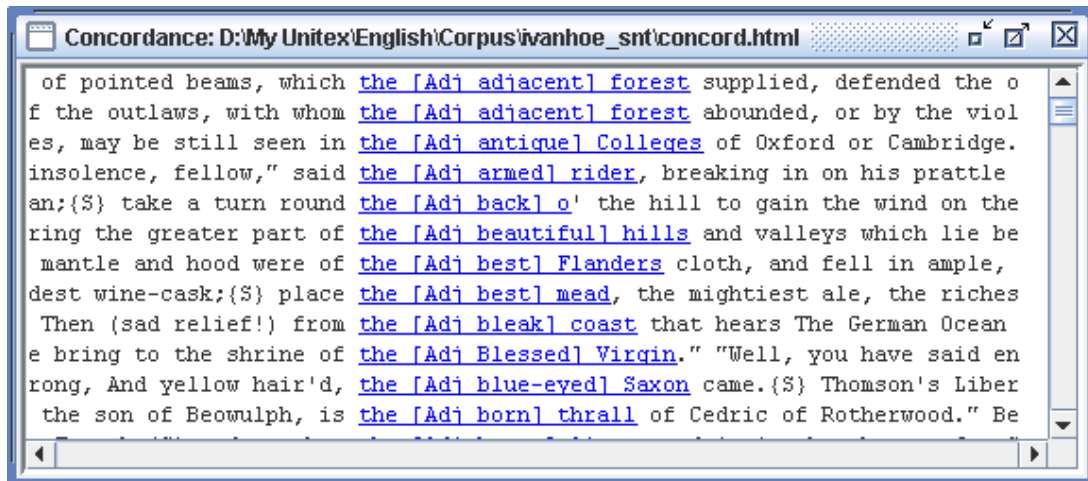 Concordance: D:\My Unitex\English\Corpus\ivanhoe_snt\concord.html
of pointed beams, which the [Adj adjacent] forest supplied, defended the o
f the outlaws, with whom the [Adj adjacent] forest abounded, or by the viol
es, may be still seen in the [Adj antique] Colleges of Oxford or Cambridge.
insolence, fellow," said the [Adj armed] rider, breaking in on his prattle
an;{S} take a turn round the [Adj back] o' the hill to gain the wind on the
ring the greater part of the [Adj beautiful] hills and valleys which lie be
mantle and hood were of the [Adj best] Flanders cloth, and fell in ample,
dest wine-cask;{S} place the [Adj best] mead, the mightiest ale, the riches
Then (sad relief!) from the [Adj bleak] coast that hears The German Ocean
e bring to the shrine of the [Adj Blessed] Virgin." "Well, you have said en
rong, And yellow hair'd, the [Adj blue-eyed] Saxon came.{S} Thomson's Liber
the son of Beowulph, is the [Adj born] thrall of Cedric of Rotherwood." Be